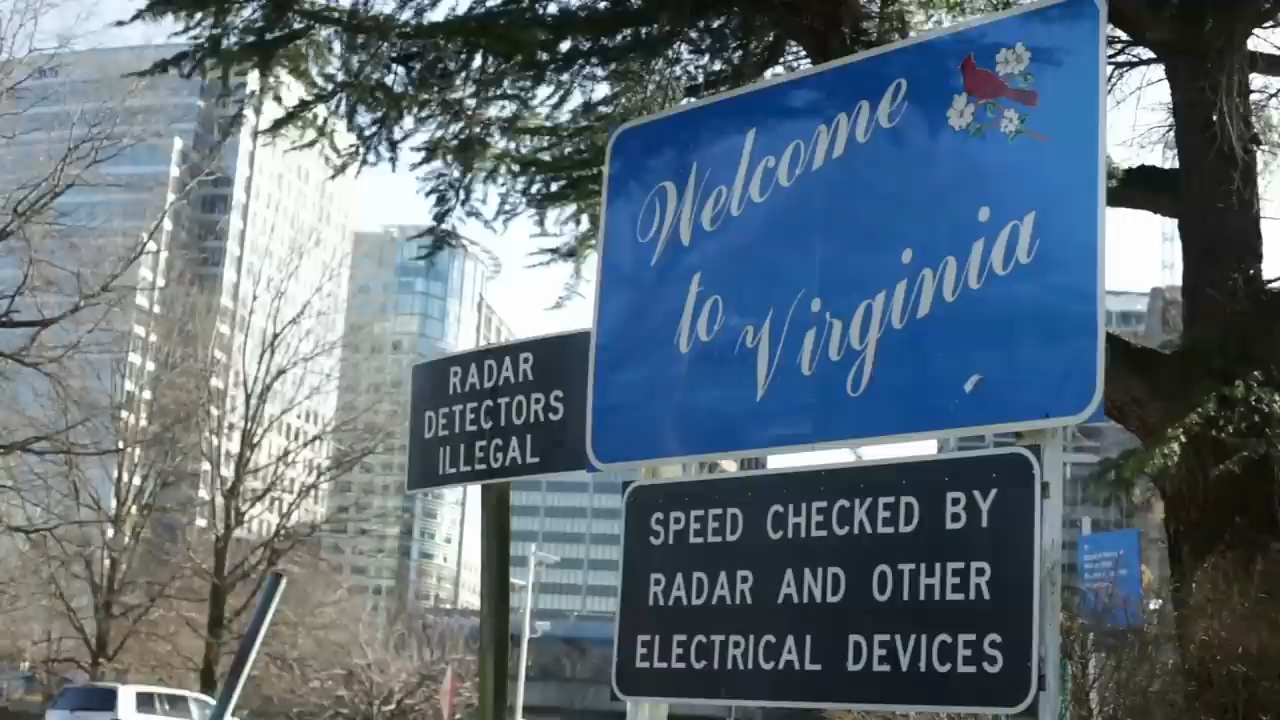 Welcome
to Virginia
RADAR
DETECTORS
ILLEGAL
SPEED CHECKED BY
RADAR AND OTHER
ELECTRICAL DEVICES